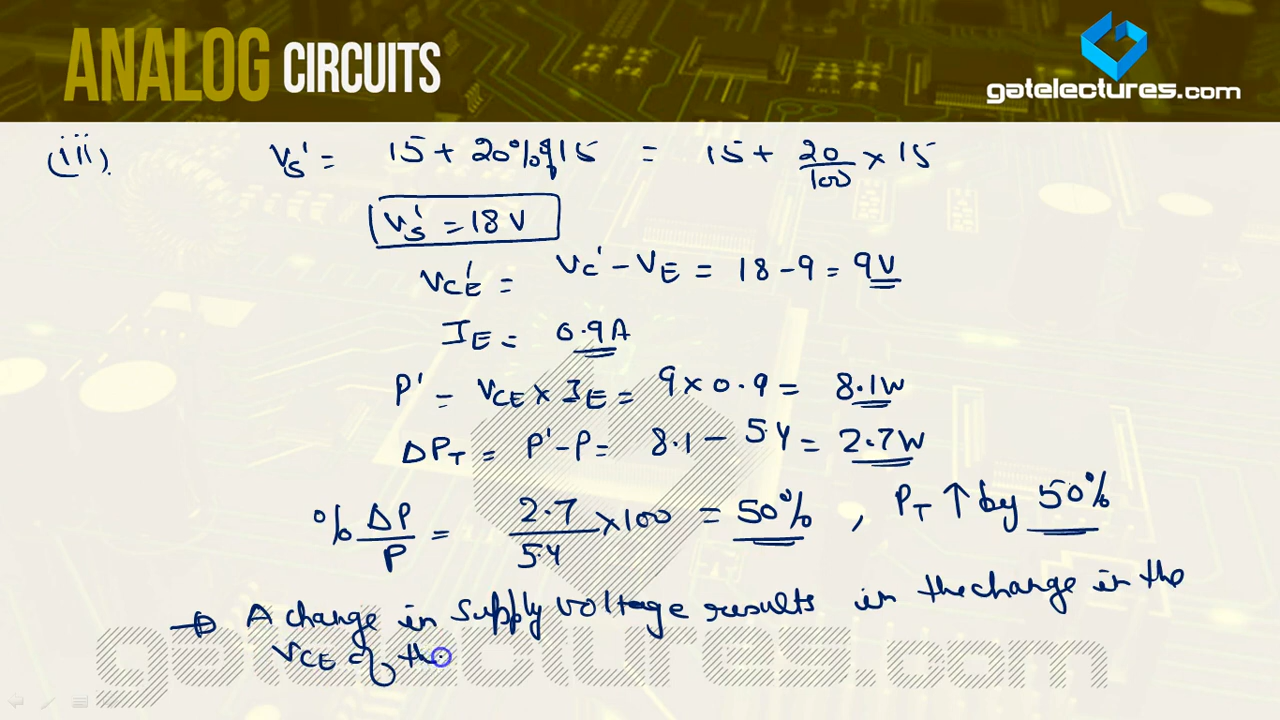 ANALOG CIRCUITS
gatelectures.com
(iii). Vs' = 15 + 20% of 15 = 15 + 20/100 × 15
Vs' = 18 V
VCE' = Vc' - VE = 18 - 9 = 9V
IE = 0.9A
P' = VCE × IE = 9 × 0.9 = 8.1W
ΔPT = P' - P = 8.1 - 5.4 = 2.7W
% ΔP/P = 2.7/5.4 × 100 = 50%, PT ↑ by 50%
→ A change in supply voltage results in the change in the
VCE of the
gatelectures.com